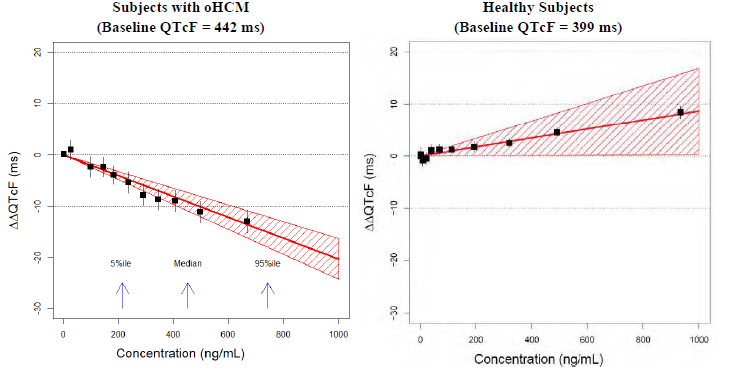 Subjects with oHCM
(Baseline QTcF = 442 ms)
ΔΔQTcF (ms)
20
10
0
-10
-20
-30
5%ile
Median
95%ile
0
200
400
600
800
1000
Concentration (ng/mL)
Healthy Subjects
(Baseline QTcF = 399 ms)
ΔΔQTcF (ms)
20
10
0
-10
-20
-30
0
200
400
600
800
1000
Concentration (ng/mL)